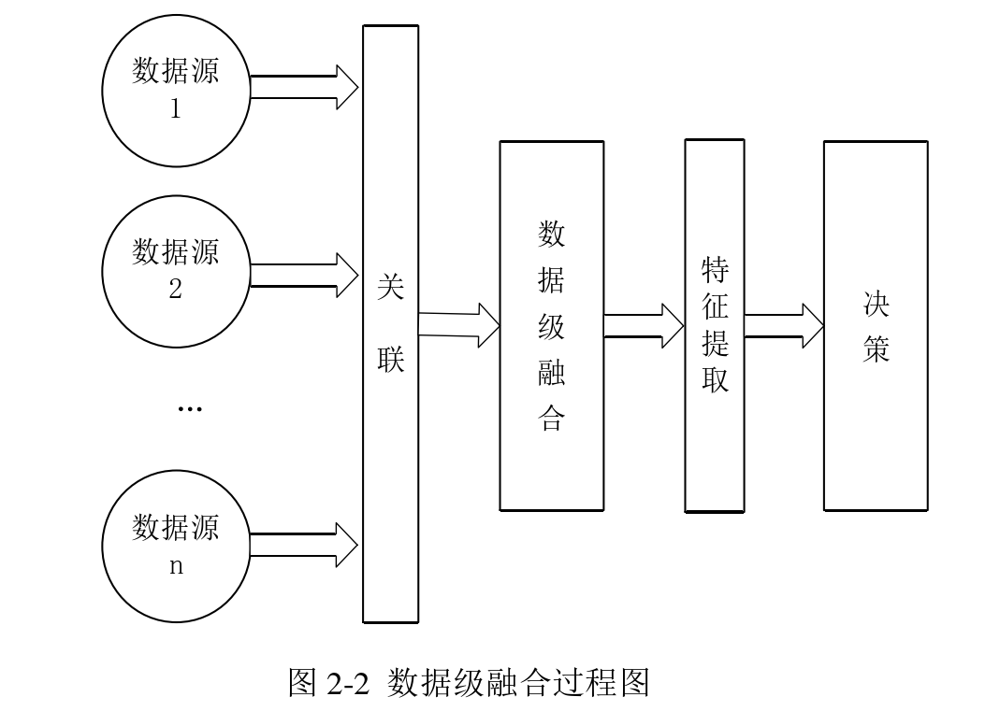 数据源
1
数据源
2
...
数据源
n
关联
数据级融合
特征提取
决策
图 2-2 数据级融合过程图